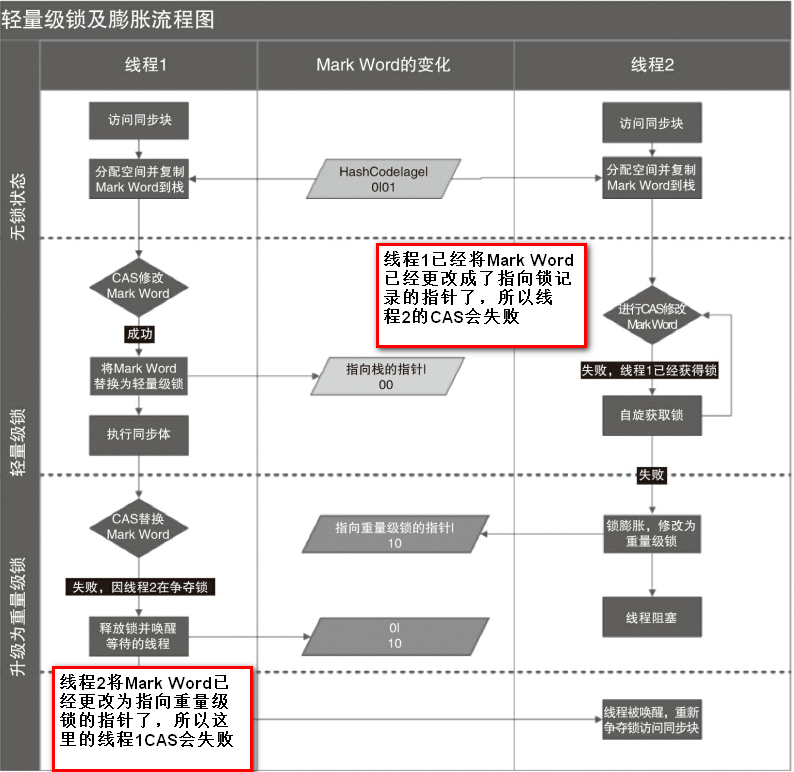 轻量级锁及膨胀流程图
线程1
Mark Word的变化
线程2
无锁状态
访问同步块
访问同步块
分配空间并复制
Mark Word到栈
HashCode|age|
0|01
分配空间并复制
Mark Word到栈
轻量级锁
CAS修改
Mark Word
线程1已经将Mark Word
已经更改成了指向锁记
录的指针了，所以线
程2的CAS会失败
进行CAS修改
MarkWord
成功
将Mark Word
替换为轻量级锁
指向栈的指针|
00
失败，线程1已经获得锁
执行同步体
自旋获取锁
失败
升级为重量级锁
CAS替换
Mark Word
指向重量级锁的指针|
10
锁膨胀，修改为
重量级锁
失败，因线程2在争夺锁
释放锁并唤醒
等待的线程
0|
10
线程阻塞
线程2将Mark Word已
经更改为指向重量级
锁的指针了，所以这
里的线程1CAS会失败
线程被唤醒，重新
争夺锁访问同步块